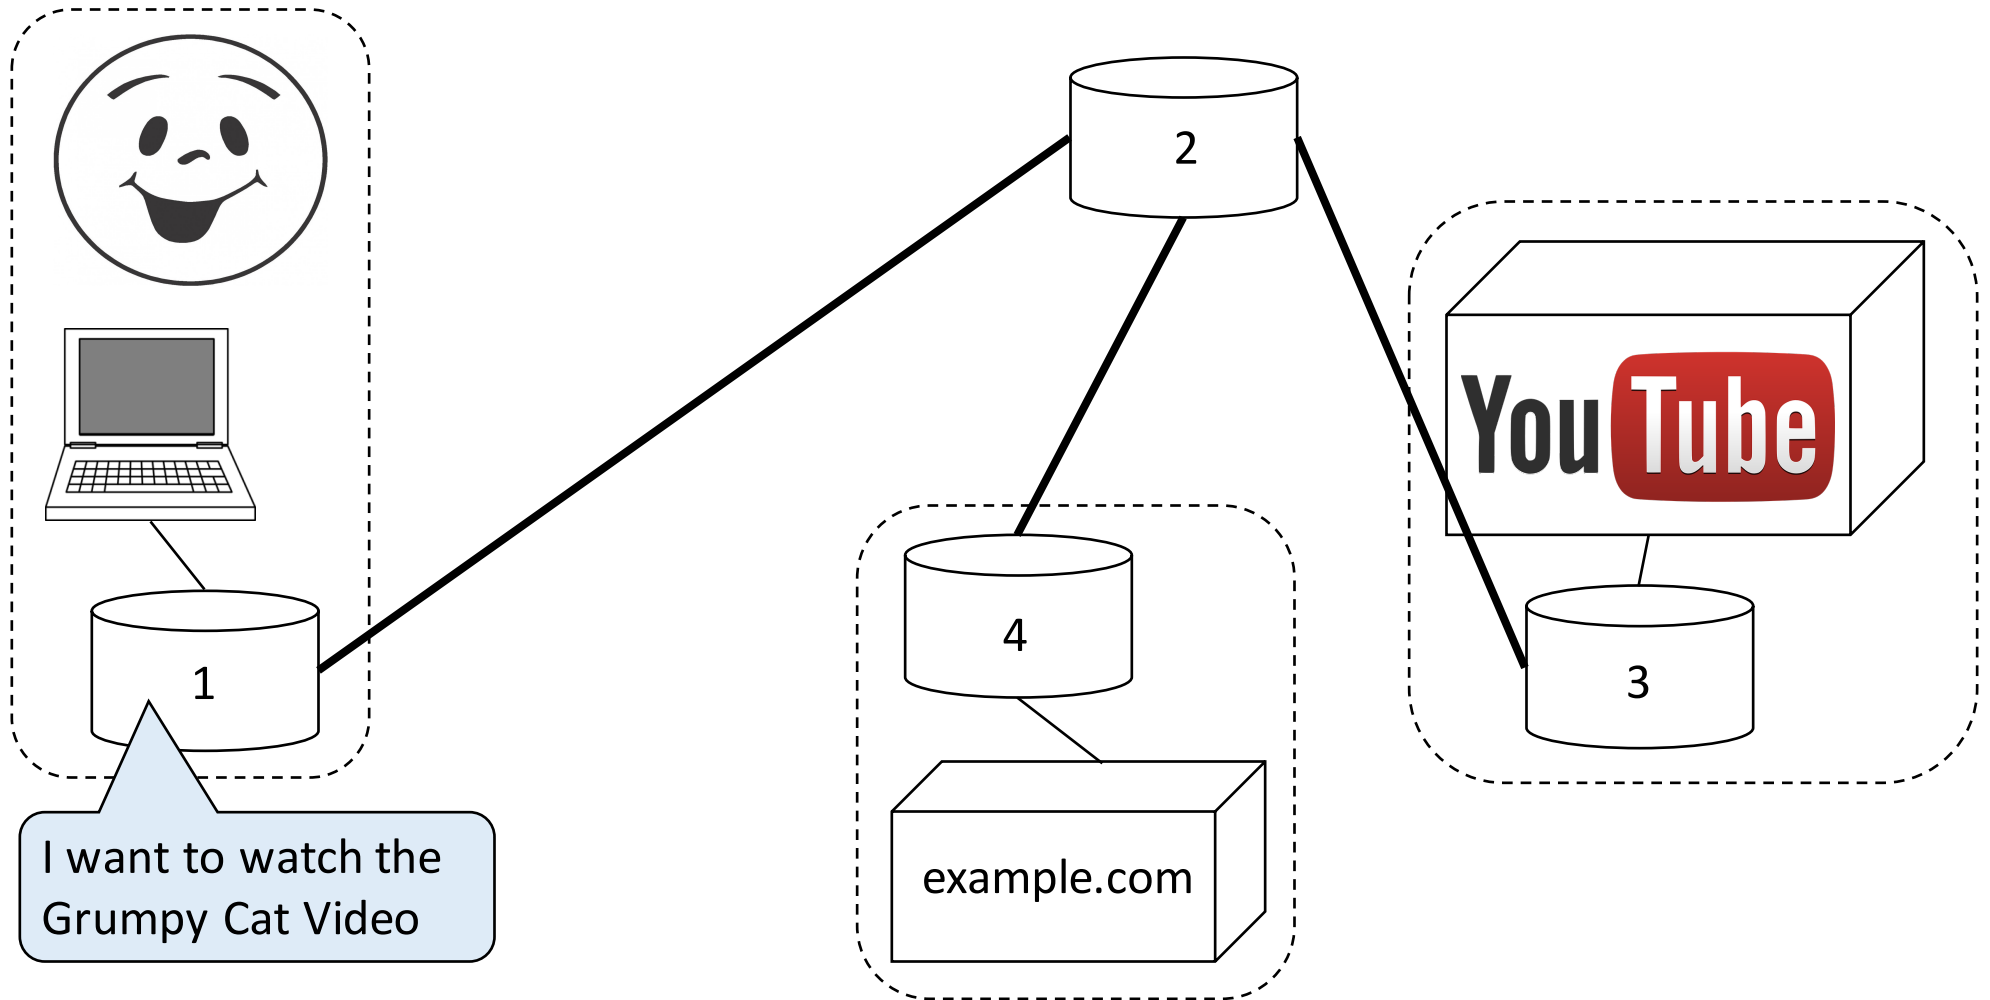 2
YouTube
4
3
1
I want to watch the
Grumpy Cat Video
example.com